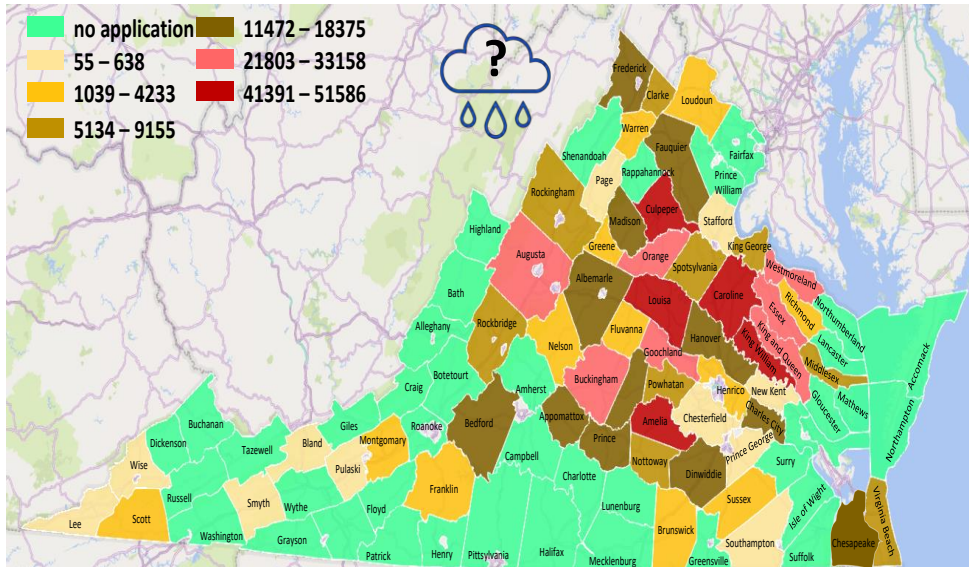 no application
55 – 638
1039 – 4233
5134 – 9155
11472 – 18375
21803 – 33158
41391 – 51586
?
Frederick
Clarke
Loudoun
Warren
Fauquier
Fairfax
Shenandoah
Rappahannock
Prince
William
Page
Rockingham
Madison
Culpeper
Stafford
Highland
Greene
King George
Augusta
Orange
Spotsylvania
Westmoreland
Albemarle
Bath
Louisa
Caroline
Essex
Richmond
Northumberland
Alleghany
Rockbridge
Fluvanna
Hanover
King and Queen
Lancaster
Nelson
Goochland
King William
Middlesex
Accomack
Craig
Botetourt
Amherst
Buckingham
Powhatan
Henrico
New Kent
Gloucester
Mathews
Northampton
Buchanan
Giles
Roanoke
Bedford
Appomattox
Amelia
Chesterfield
Charles City
Dickenson
Tazewell
Bland
Montgomary
Prince
Prince George
Wise
Pulaski
Campbell
Nottoway
Surry
Charlotte
Dinwiddie
Russell
Smyth
Wythe
Franklin
Isle of Wight
Lee
Scott
Floyd
Lunenburg
Sussex
Virginia Beach
Washington
Grayson
Brunswick
Southampton
Chesapeake
Patrick
Henry
Pittsylvania
Halifax
Mecklenburg
Greensville
Suffolk